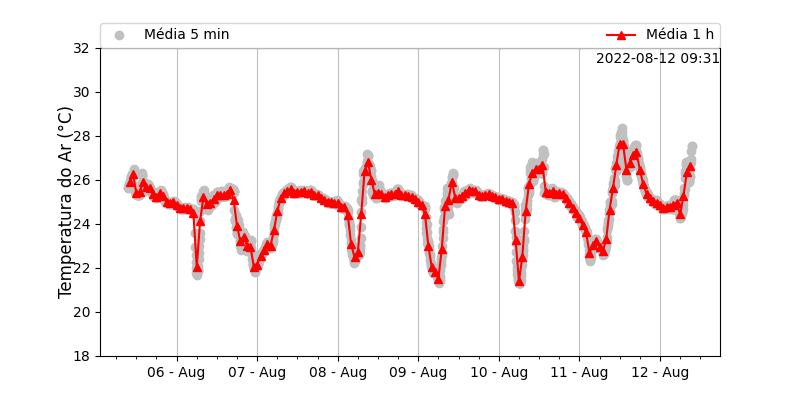 Média 5 min
Média 1 h
2022-08-12 09:31
Temperatura do Ar (°C)
32
30
28
26
24
22
20
18
06 - Aug
07 - Aug
08 - Aug
09 - Aug
10 - Aug
11 - Aug
12 - Aug